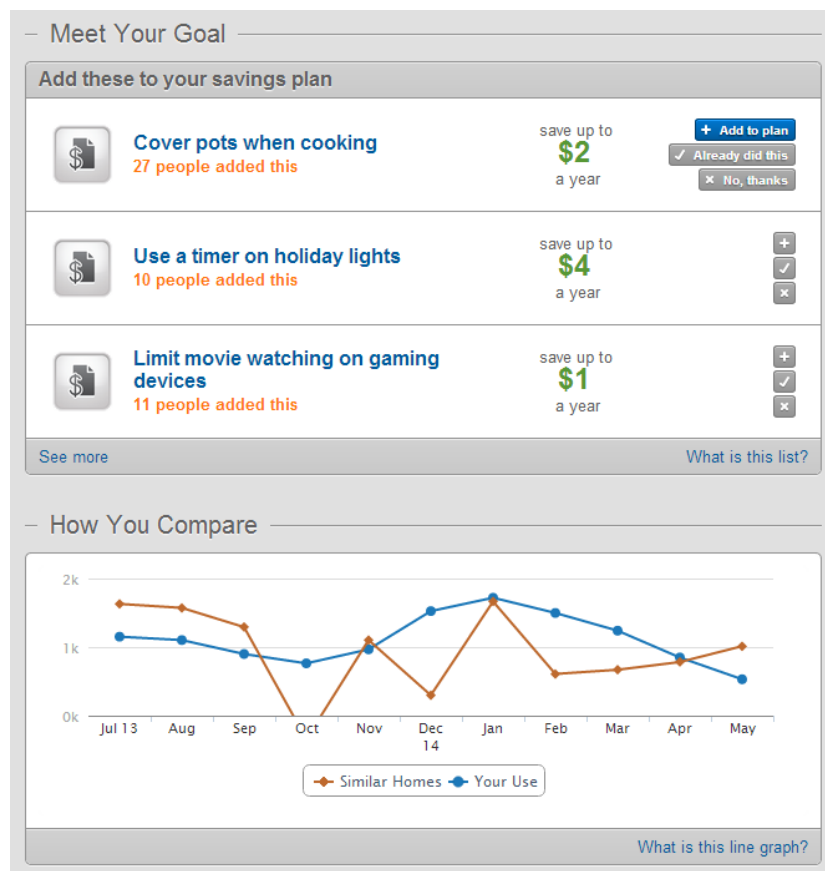 Meet Your Goal
Add these to your savings plan
Cover pots when cooking
27 people added this
save up to
$2
a year
+ Add to plan
✓ Already did this
× No, thanks
Use a timer on holiday lights
10 people added this
save up to
$4
a year
+
✓
×
Limit movie watching on gaming
devices
11 people added this
save up to
$1
a year
+
✓
×
See more
What is this list?
How You Compare
2k
1k
0k
Jul 13 Aug Sep Oct Nov Dec Jan Feb Mar Apr May
14
Similar Homes Your Use
What is this line graph?